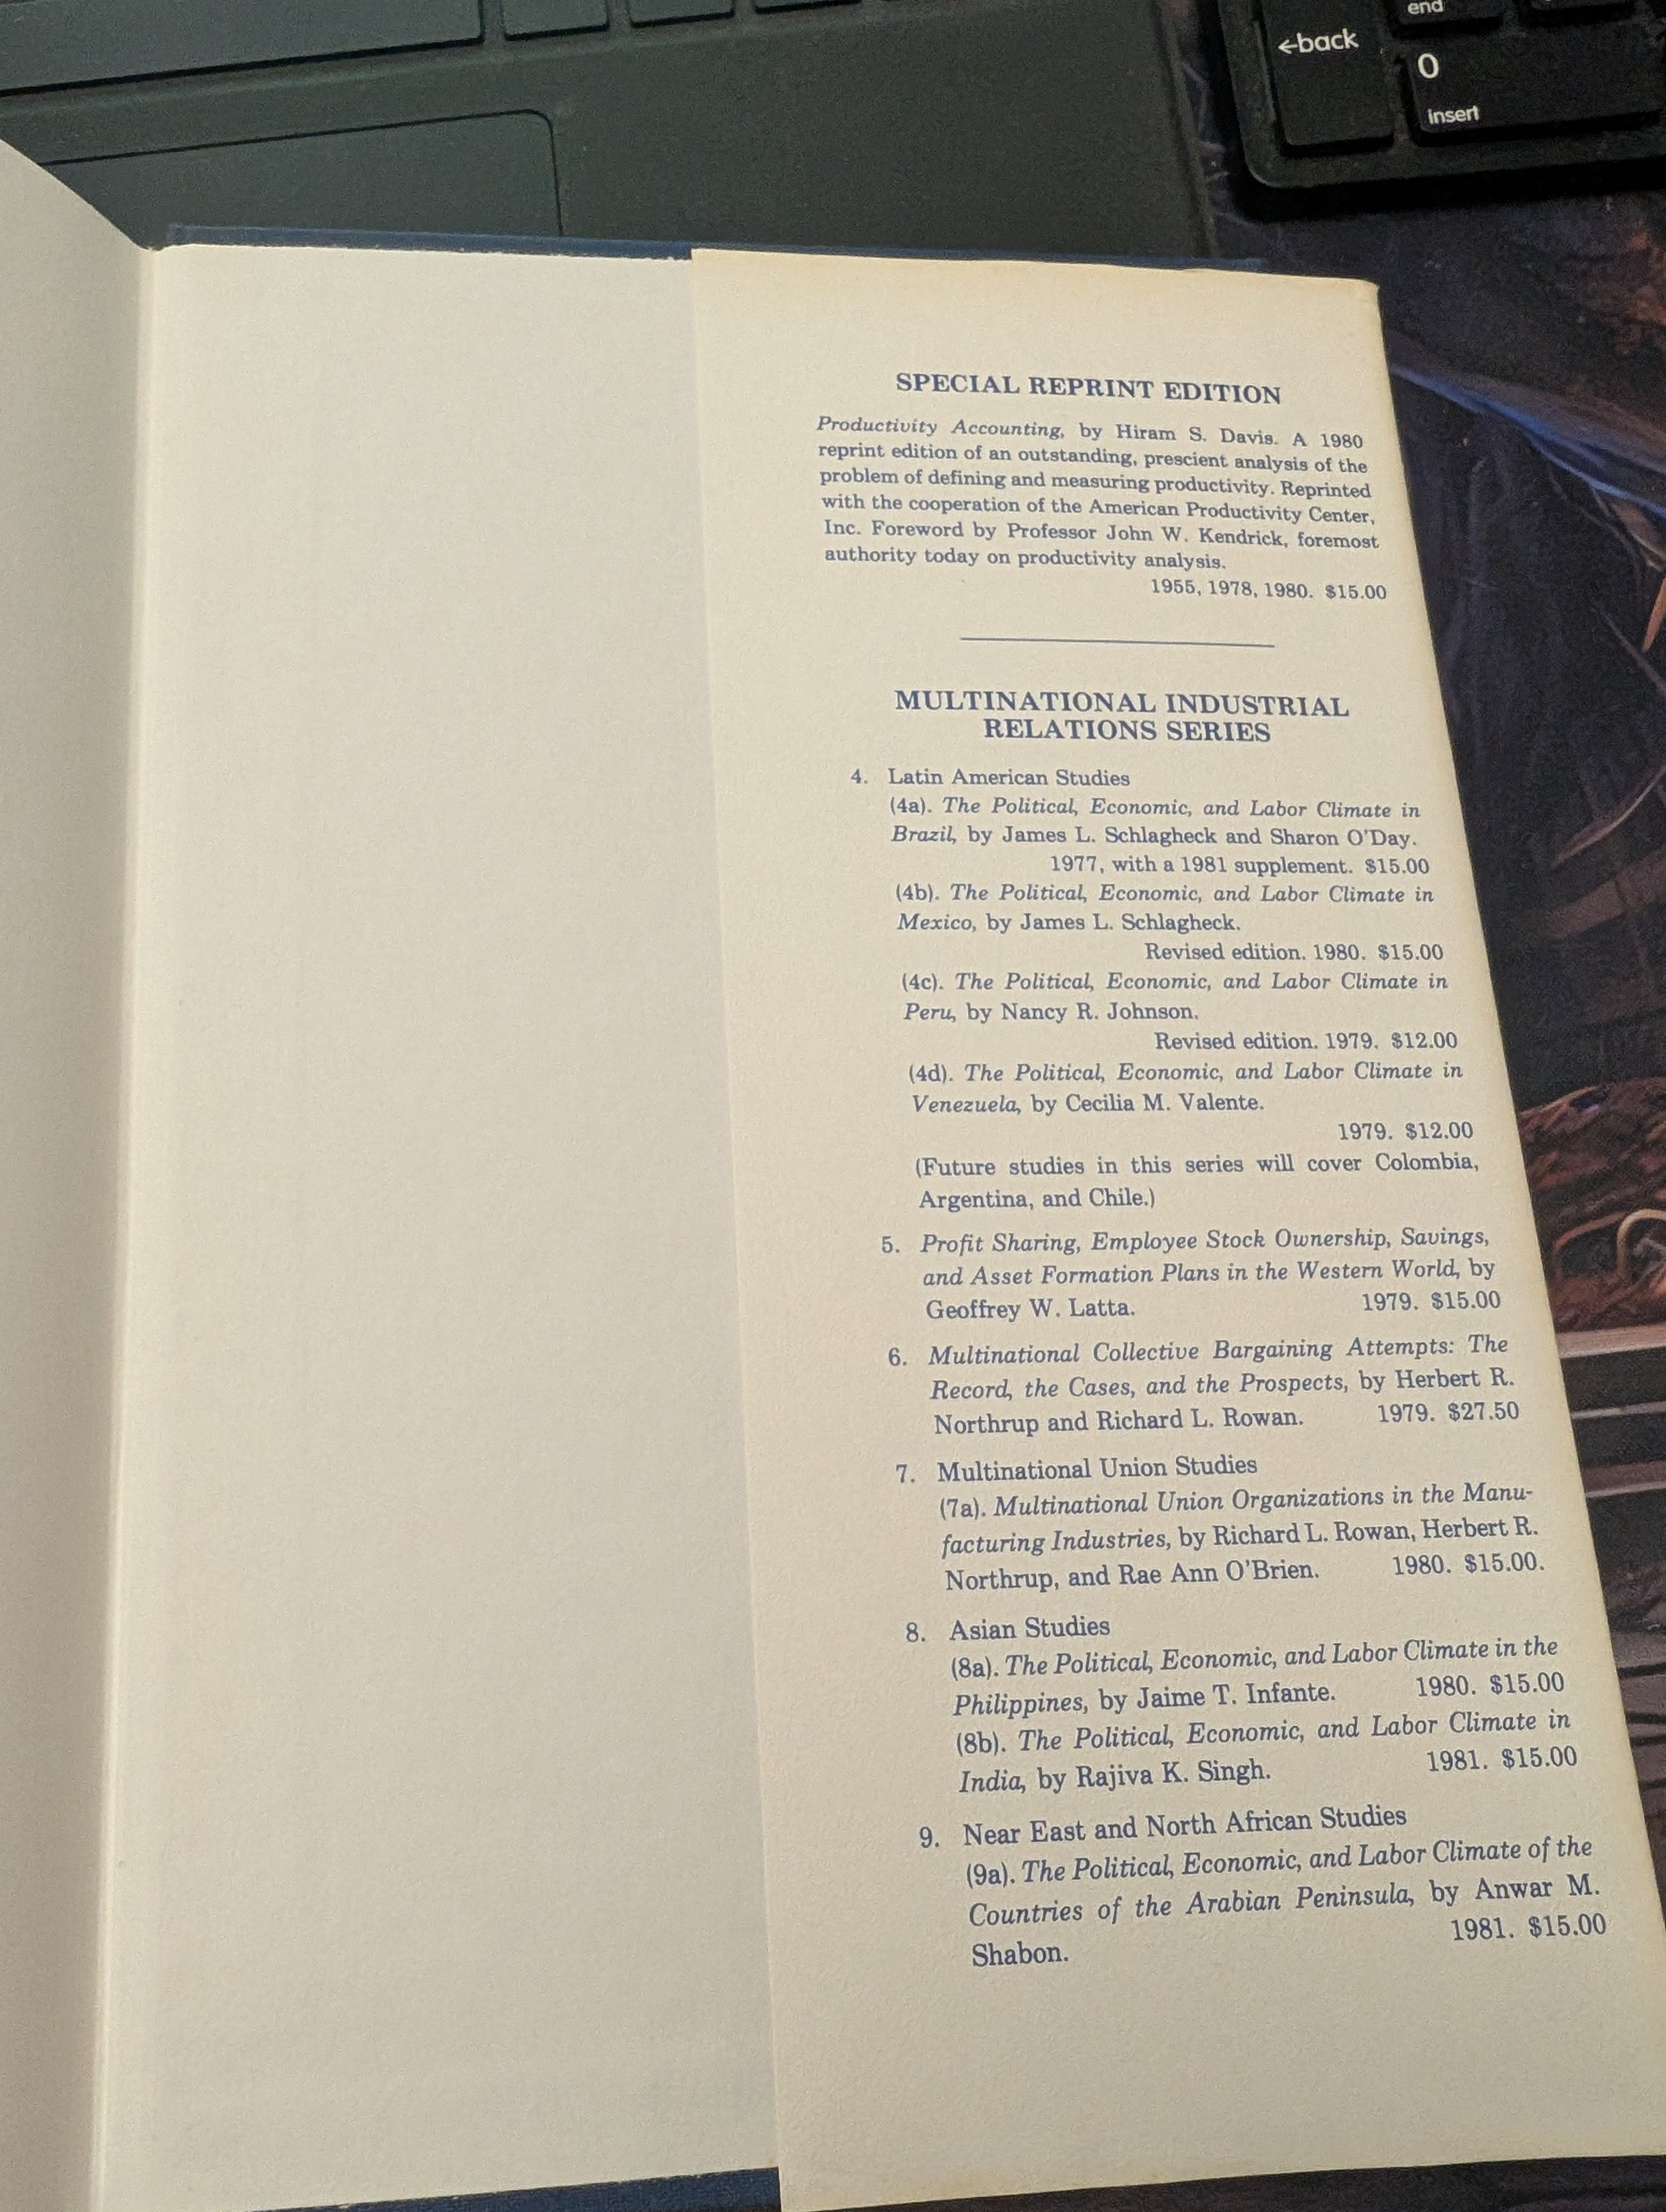 end
←back
0
insert
SPECIAL REPRINT EDITION
Productivity Accounting, by Hiram S. Davis. A 1980
reprint edition of an outstanding, prescient analysis of the
problem of defining and measuring productivity. Reprinted
with the cooperation of the American Productivity Center,
Inc. Foreword by Professor John W. Kendrick, foremost
authority today on productivity analysis.
1955, 1978, 1980. $15.00
MULTINATIONAL INDUSTRIAL
RELATIONS SERIES
4. Latin American Studies
(4a). The Political, Economic, and Labor Climate in
Brazil, by James L. Schlagheck and Sharon O'Day.
1977, with a 1981 supplement. $15.00
(4b). The Political, Economic, and Labor Climate in
Mexico, by James L. Schlagheck.
Revised edition. 1980. $15.00
(4c). The Political, Economic, and Labor Climate in
Peru, by Nancy R. Johnson.
Revised edition. 1979. $12.00
(4d). The Political, Economic, and Labor Climate in
Venezuela, by Cecilia M. Valente.
1979. $12.00
(Future studies in this series will cover Colombia,
Argentina, and Chile.)
5. Profit Sharing, Employee Stock Ownership, Savings,
and Asset Formation Plans in the Western World, by
Geoffrey W. Latta. 1979. $15.00
6. Multinational Collective Bargaining Attempts: The
Record, the Cases, and the Prospects, by Herbert R.
Northrup and Richard L. Rowan. 1979. $27.50
7. Multinational Union Studies
(7a). Multinational Union Organizations in the Manu-
facturing Industries, by Richard L. Rowan, Herbert R.
Northrup, and Rae Ann O'Brien. 1980. $15.00.
8. Asian Studies
(8a). The Political, Economic, and Labor Climate in the
Philippines, by Jaime T. Infante. 1980. $15.00
(8b). The Political, Economic, and Labor Climate in
India, by Rajiva K. Singh. 1981. $15.00
9. Near East and North African Studies
(9a). The Political, Economic, and Labor Climate of the
Countries of the Arabian Peninsula, by Anwar M.
Shabon. 1981. $15.00